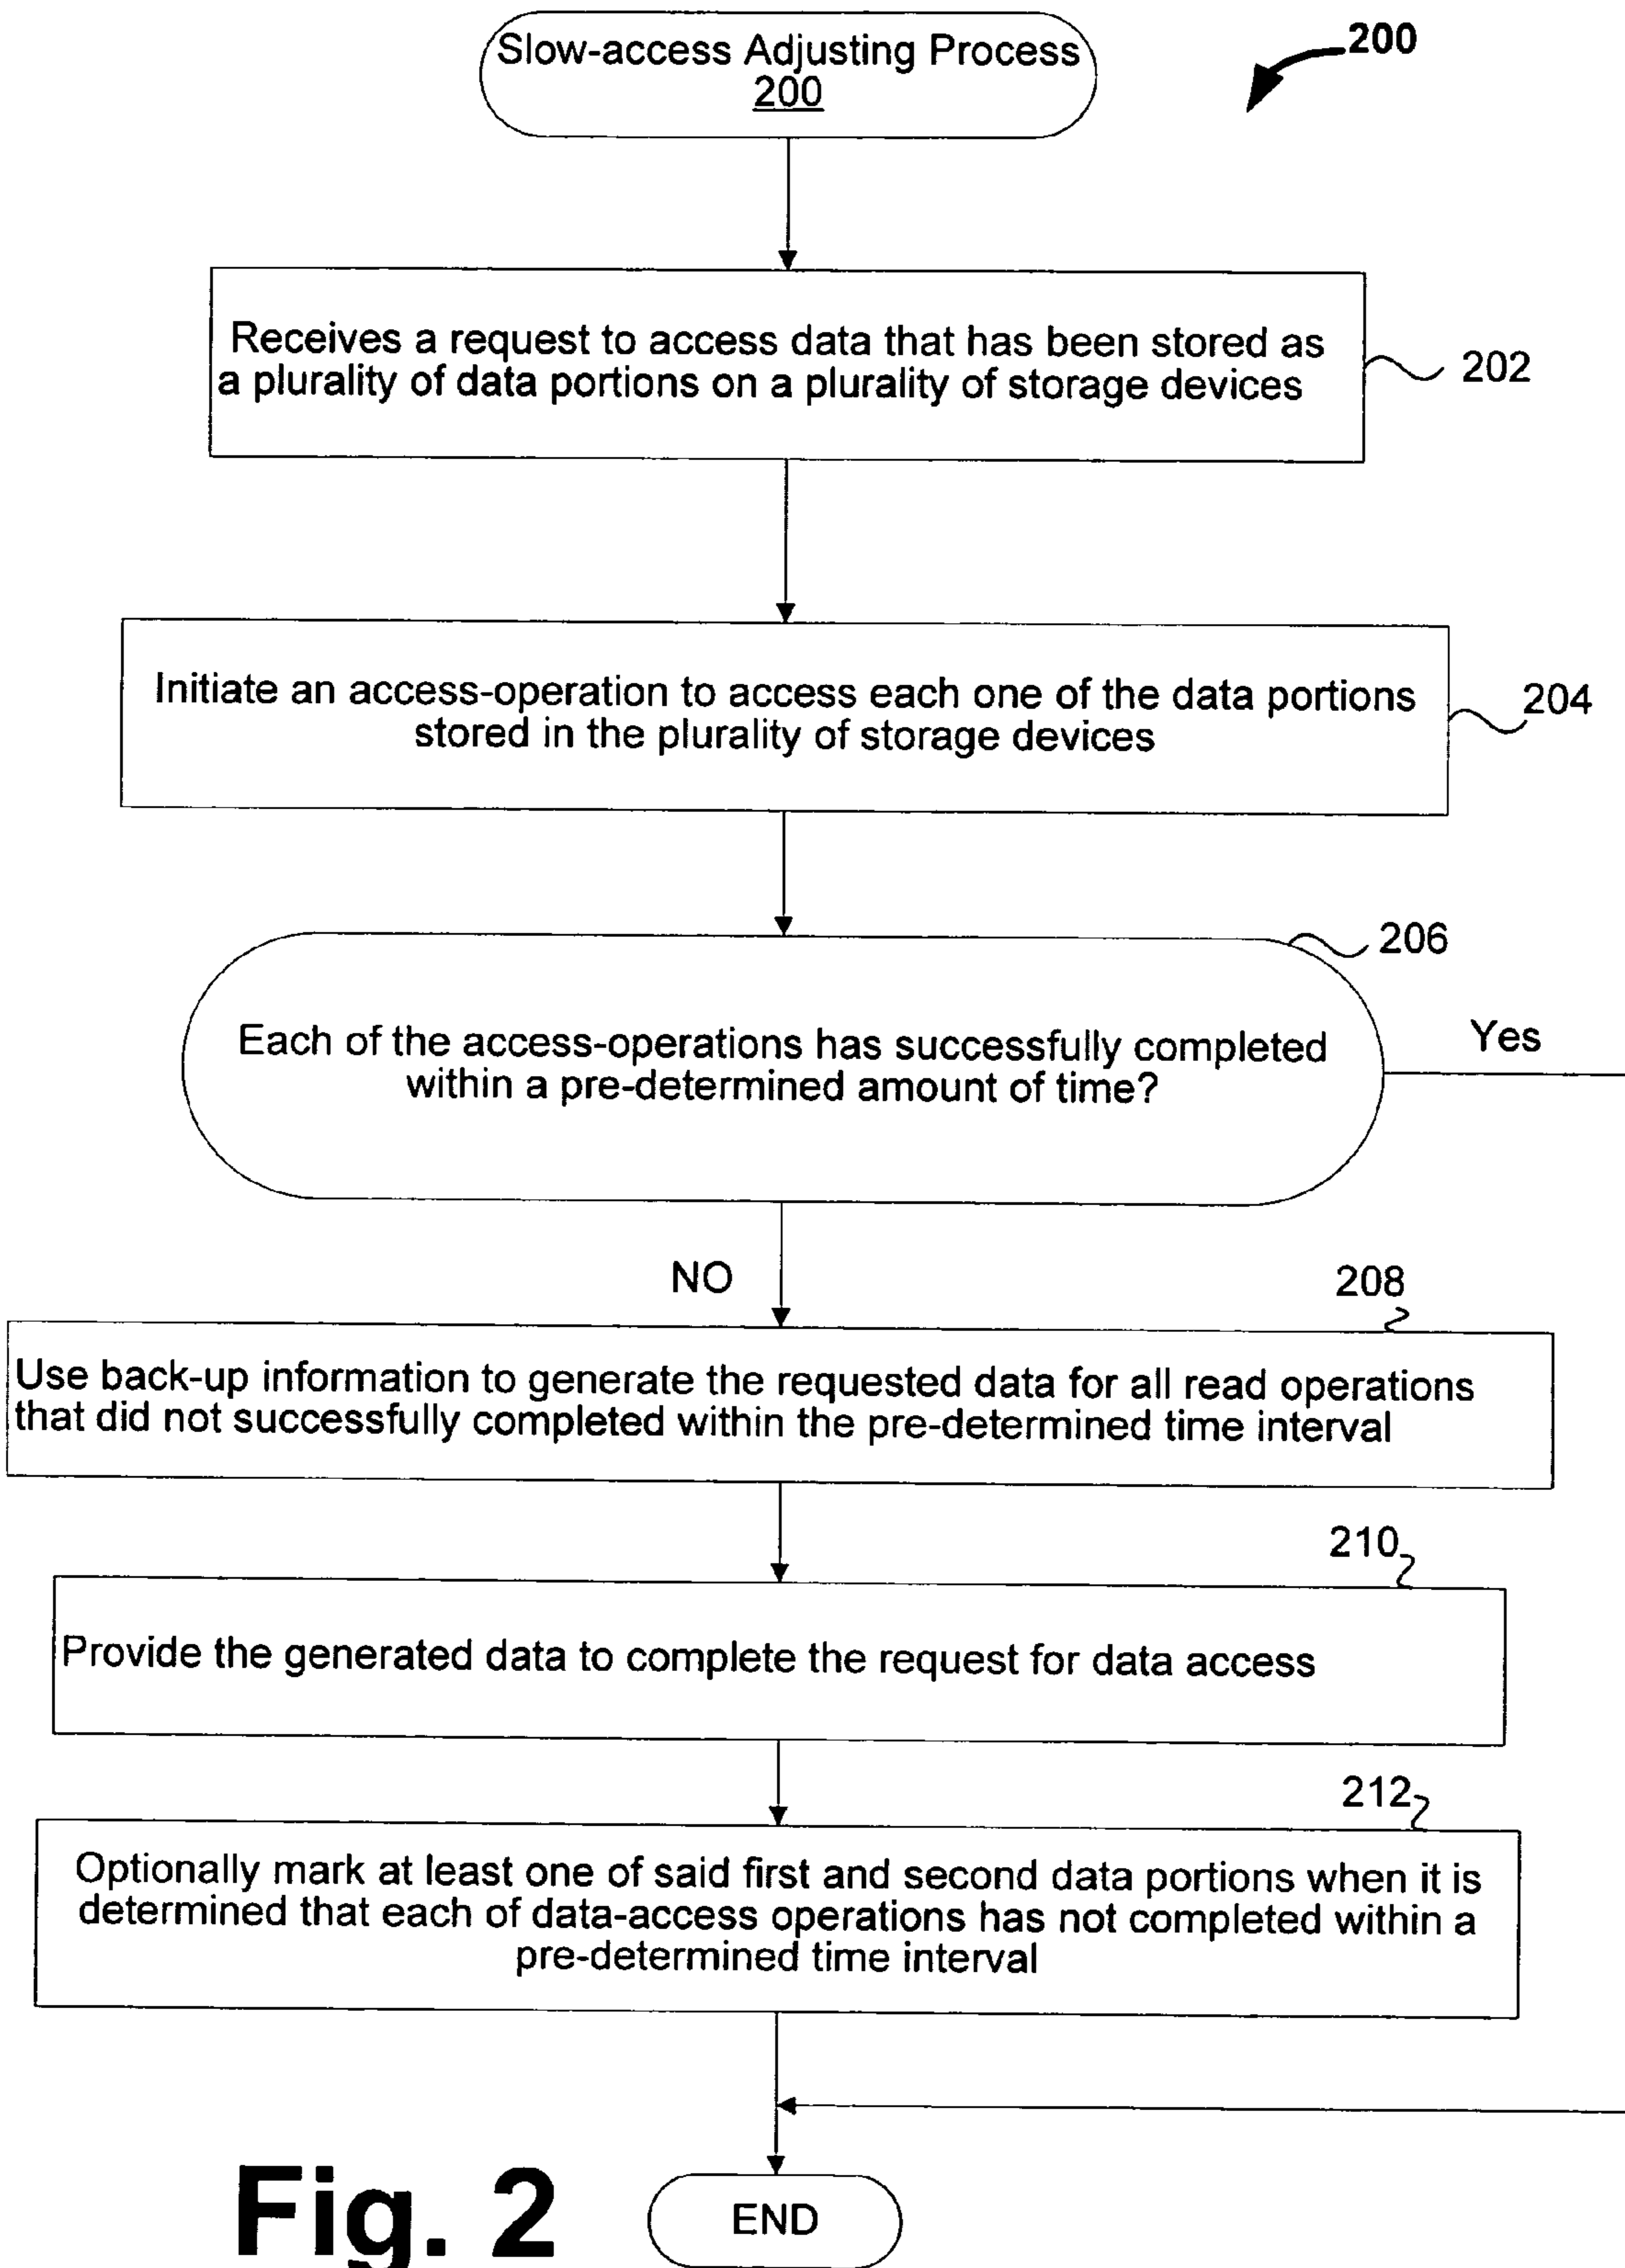 Slow-access Adjusting Process
200
200
Receives a request to access data that has been stored as
a plurality of data portions on a plurality of storage devices
202
Initiate an access-operation to access each one of the data portions
stored in the plurality of storage devices
204
206
Each of the access-operations has successfully completed
within a pre-determined amount of time?
Yes
NO
208
Use back-up information to generate the requested data for all read operations
that did not successfully completed within the pre-determined time interval
210
Provide the generated data to complete the request for data access
212
Optionally mark at least one of said first and second data portions when it is
determined that each of data-access operations has not completed within a
pre-determined time interval
Fig. 2
END